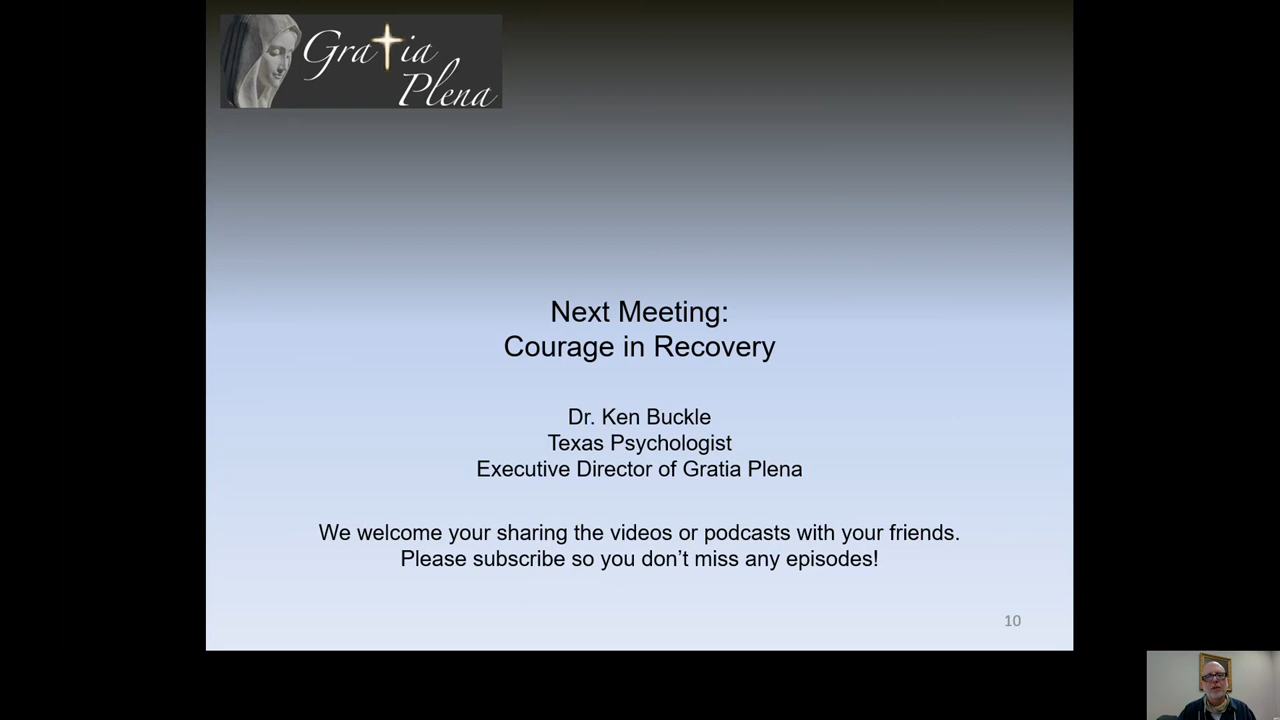 Gratia
Plena
Next Meeting:
Courage in Recovery
Dr. Ken Buckle
Texas Psychologist
Executive Director of Gratia Plena
We welcome your sharing the videos or podcasts with your friends.
Please subscribe so you don’t miss any episodes!
10